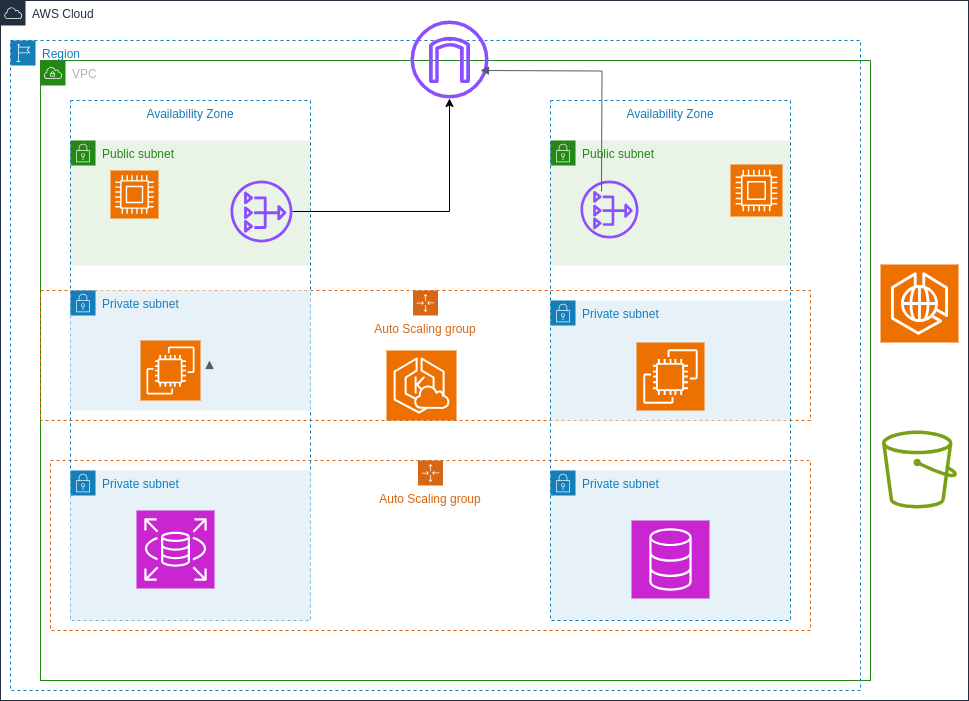 AWS Cloud
Region
VPC
Availability Zone
Availability Zone
Public subnet
Public subnet
Private subnet
Auto Scaling group
Private subnet
Private subnet
Auto Scaling group
Private subnet